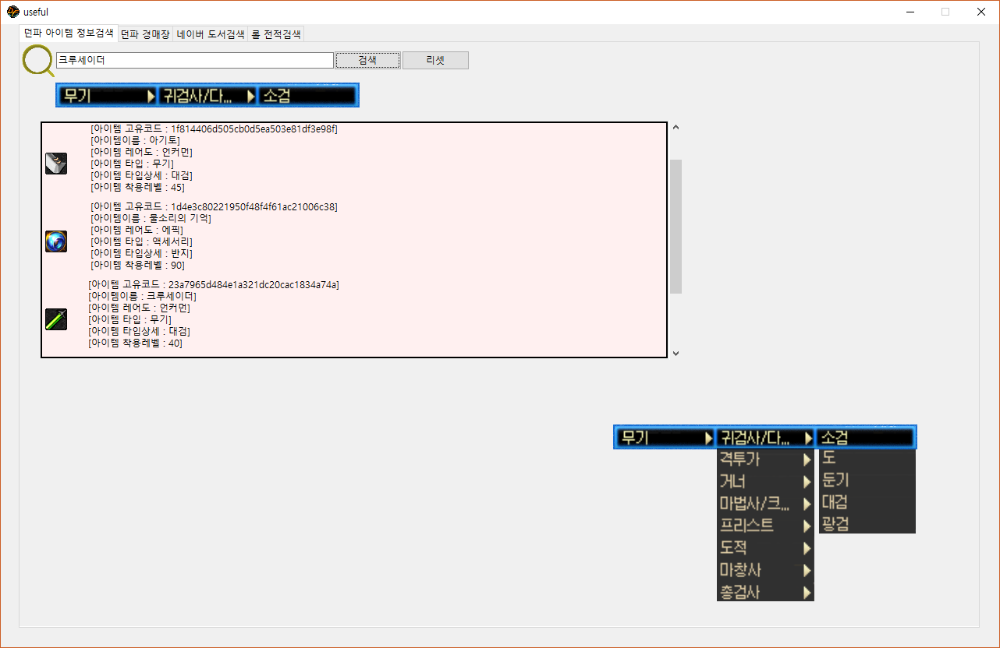 useful
던파 아이템 정보검색 던파 경매장 네이버 도서검색 롤 전적검색
크루세이더 검색 리셋
무기 귀검사/다... 소검
[아이템 고유코드 : 1f814406d505cb0d5ea503e81df3e98f]
[아이템이름 : 아기토]
[아이템 레어도 : 언커먼]
[아이템 타입 : 무기]
[아이템 타입상세 : 대검]
[아이템 착용레벨 : 45]
[아이템 고유코드 : 1d4e3c80221950f48f4f61ac21006c38]
[아이템이름 : 물소리의 기억]
[아이템 레어도 : 에픽]
[아이템 타입 : 액세서리]
[아이템 타입상세 : 반지]
[아이템 착용레벨 : 90]
[아이템 고유코드 : 23a7965d484e1a321dc20cac1834a74a]
[아이템이름 : 크루세이더]
[아이템 레어도 : 언커먼]
[아이템 타입 : 무기]
[아이템 타입상세 : 대검]
[아이템 착용레벨 : 40]
무기 귀검사/다... 소검
격투가 도
거너 둔기
마법사/크... 대검
프리스트 광검
도적
마창사
총검사